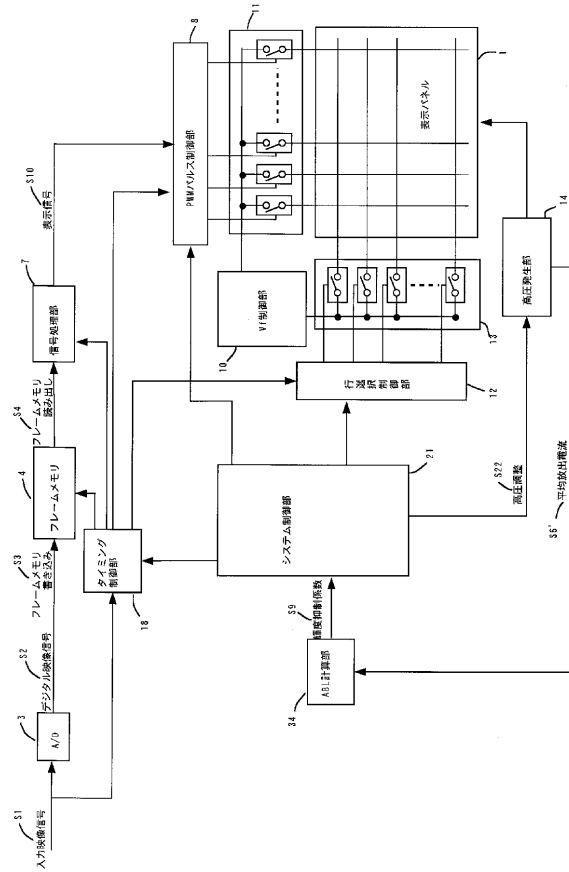 S1
入力映像信号
3
A/D
S2
デジタル映像信号
S3
フレームメモリ
書き込み
4
フレームメモリ
S4
フレームメモリ
読み出し
7
信号処理部
S10
表示信号
8
PWMパルス制御部
11
18
タイミング
制御部
10
Vf制御部
1
表示パネル
13
12
行選択制御部
21
システム制御部
34
ABL計算部
S9
輝度抑制係数
S22
高圧調整
14
高圧発生部
S6'
平均放出電流